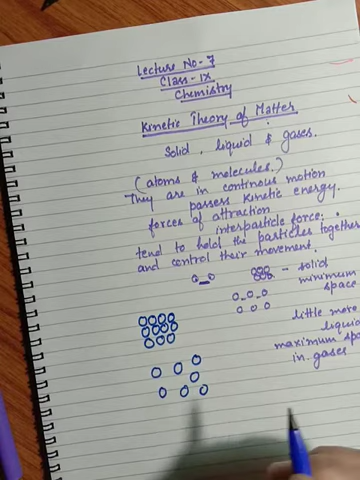 Lecture No-7
Class-IX
Chemistry
Kinetic Theory of Matter
Solid, liquid & gases.
(atoms & molecules.)
They are in continous motion
passess kinetic energy.
forces of attraction
interparticle force;
tend to hold the particles together
and control their movement.
- solid
minimum
space
little more
liquid
maximum spa
in gases